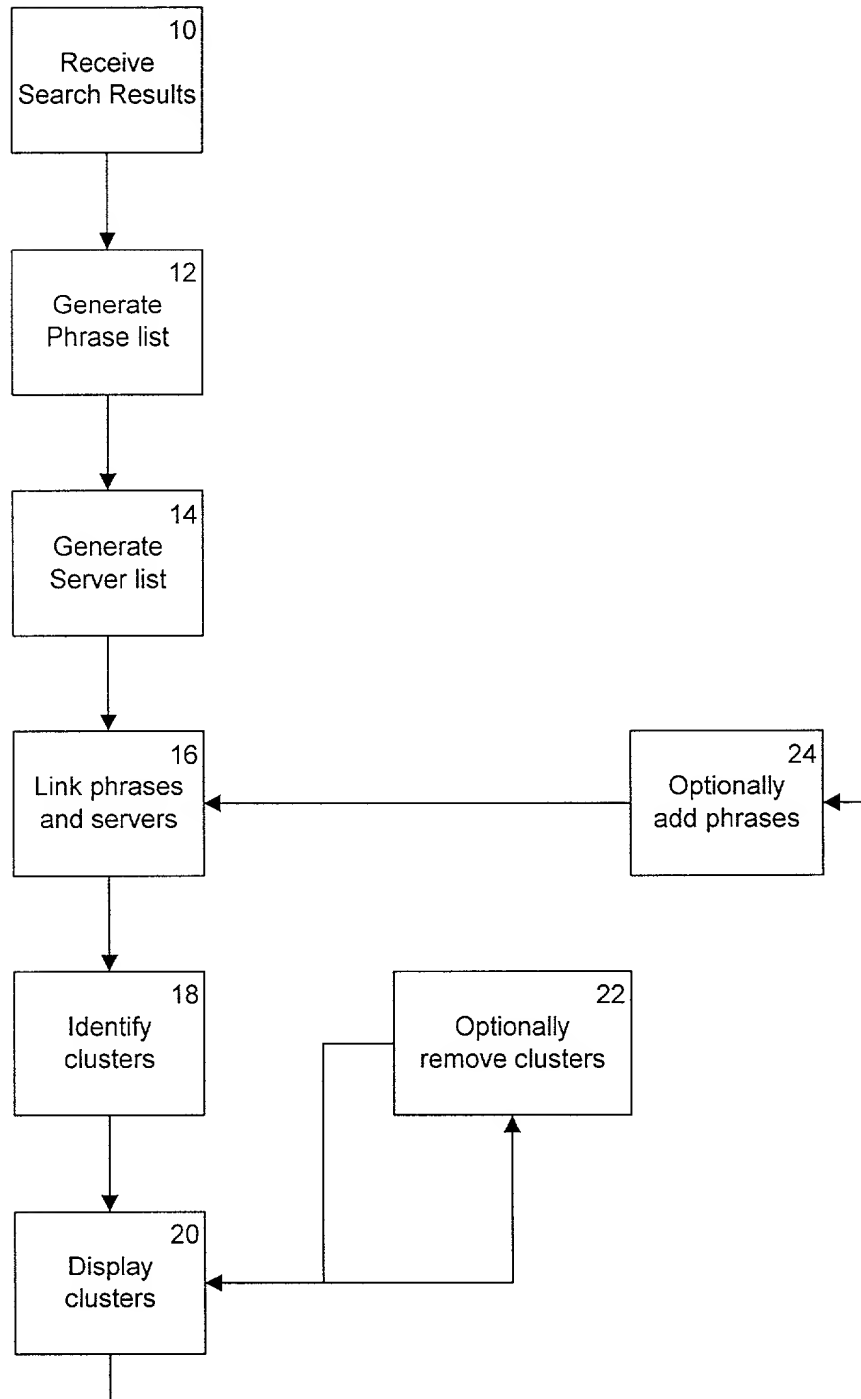 10
Receive
Search Results
12
Generate
Phrase list
14
Generate
Server list
16
Link phrases
and servers
24
Optionally
add phrases
18
Identify
clusters
22
Optionally
remove clusters
20
Display
clusters